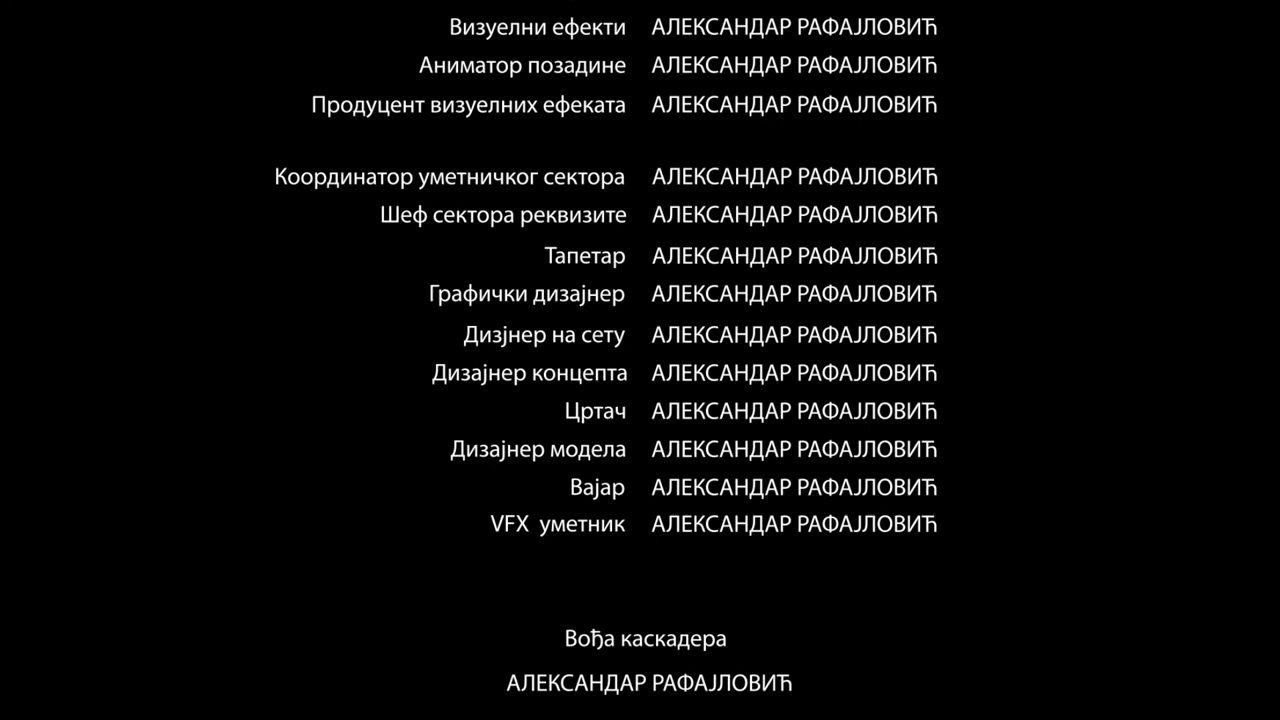 Визуелни ефекти АЛЕКСАНДАР РАФАЈЛОВИЋ
Аниматор позадине АЛЕКСАНДАР РАФАЈЛОВИЋ
Продуцент визуелних ефеката АЛЕКСАНДАР РАФАЈЛОВИЋ
Координатор уметничког сектора АЛЕКСАНДАР РАФАЈЛОВИЋ
Шеф сектора реквизите АЛЕКСАНДАР РАФАЈЛОВИЋ
Тапетар АЛЕКСАНДАР РАФАЈЛОВИЋ
Графички дизајнер АЛЕКСАНДАР РАФАЈЛОВИЋ
Дизјнер на сету АЛЕКСАНДАР РАФАЈЛОВИЋ
Дизајнер концепта АЛЕКСАНДАР РАФАЈЛОВИЋ
Цртач АЛЕКСАНДАР РАФАЈЛОВИЋ
Дизајнер модела АЛЕКСАНДАР РАФАЈЛОВИЋ
Вајар АЛЕКСАНДАР РАФАЈЛОВИЋ
VFX уметник АЛЕКСАНДАР РАФАЈЛОВИЋ
Вођа каскадера
АЛЕКСАНДАР РАФАЈЛОВИЋ